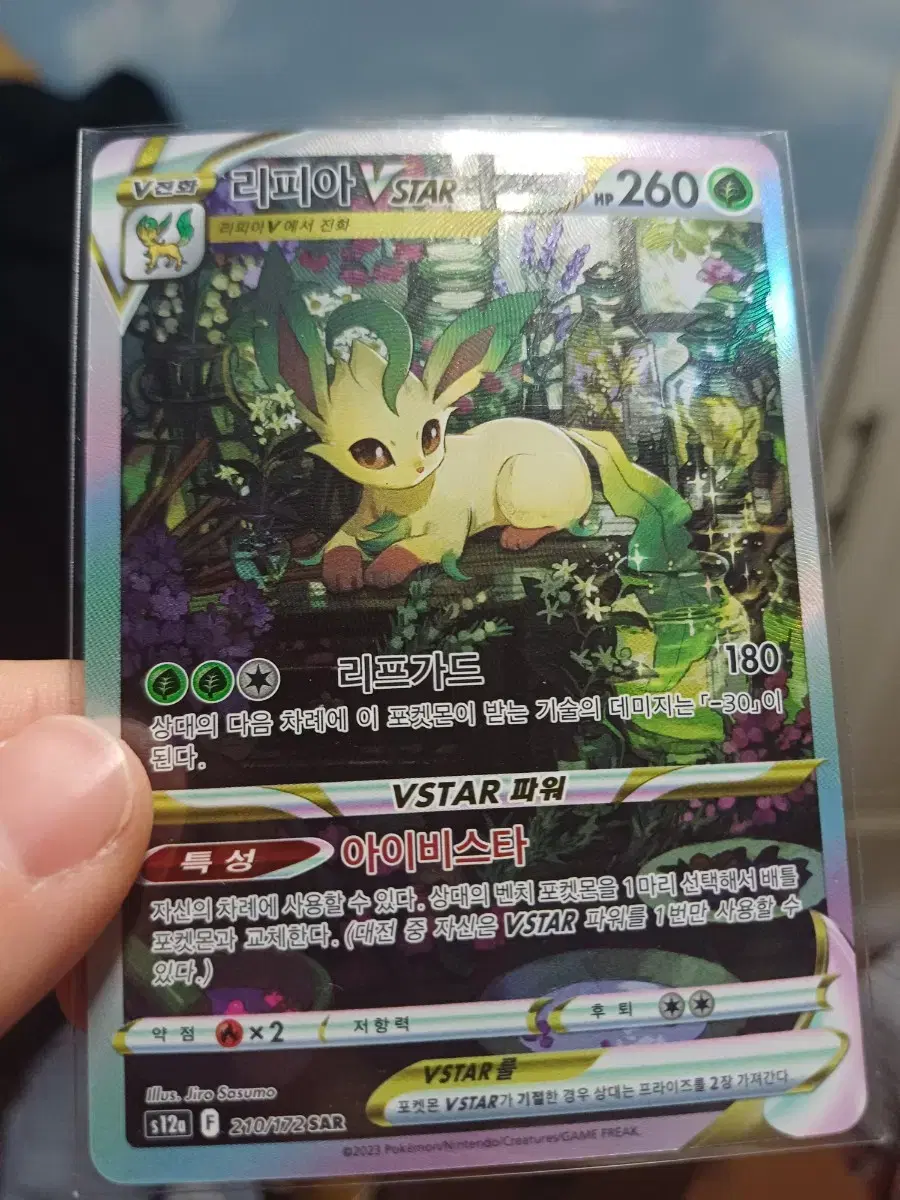 V진화 리피아 VSTAR HP 260
리피아V에서 진화
리프가드 180
상대의 다음 차례에 이 포켓몬이 받는 기술의 데미지는 「-30」이
된다.
VSTAR 파워
특성 아이비스타
자신의 차례에 사용할 수 있다. 상대의 벤치 포켓몬을 1마리 선택해서 배틀
포켓몬과 교체한다. (대전 중 자신은 VSTAR 파워를 1번만 사용할 수
있다.)
약점 ×2 저항력 후퇴
VSTAR 룰
포켓몬 VSTAR가 기절한 경우 상대는 프라이즈를 2장 가져간다
Illus. Jiro Sasumo
s12a F 210/172 SAR
©2023 Pokémon/Nintendo/Creatures/GAME FREAK.